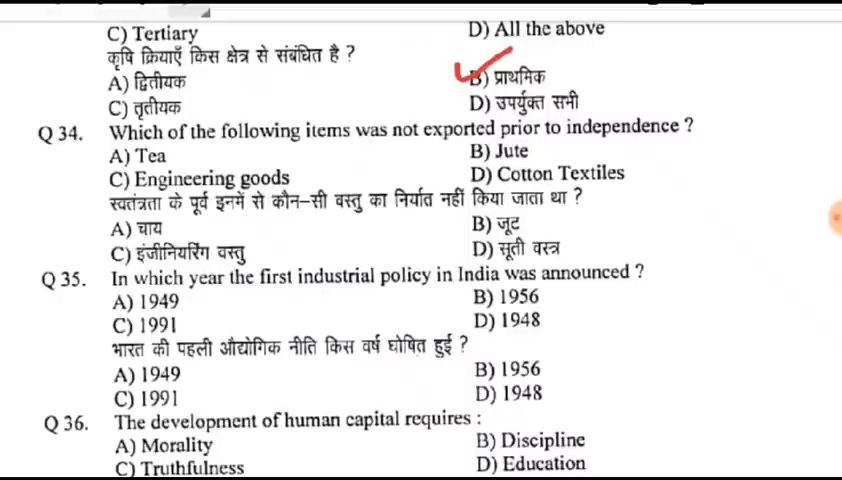 C) Tertiary D) All the above
कृषि क्रियाएँ किस क्षेत्र से संबंधित है ?
A) द्वितीयक B) प्राथमिक
C) तृतीयक D) उपर्युक्त सभी
Q 34. Which of the following items was not exported prior to independence ?
A) Tea B) Jute
C) Engineering goods D) Cotton Textiles
स्वतंत्रता के पूर्व इनमें से कौन-सी वस्तु का निर्यात नहीं किया जाता था ?
A) चाय B) जूट
C) इंजीनियरिंग वस्तु D) सूती वस्त्र
Q 35. In which year the first industrial policy in India was announced ?
A) 1949 B) 1956
C) 1991 D) 1948
भारत की पहली औद्योगिक नीति किस वर्ष घोषित हुई ?
A) 1949 B) 1956
C) 1991 D) 1948
Q 36. The development of human capital requires :
A) Morality B) Discipline
C) Truthfulness D) Education